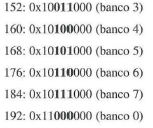 152: 0x10011000 (banco 3)
160: 0x10100000 (banco 4)
168: 0x10101000 (banco 5)
176: 0x10110000 (banco 6)
184: 0x10111000 (banco 7)
192: 0x11000000 (banco 0)